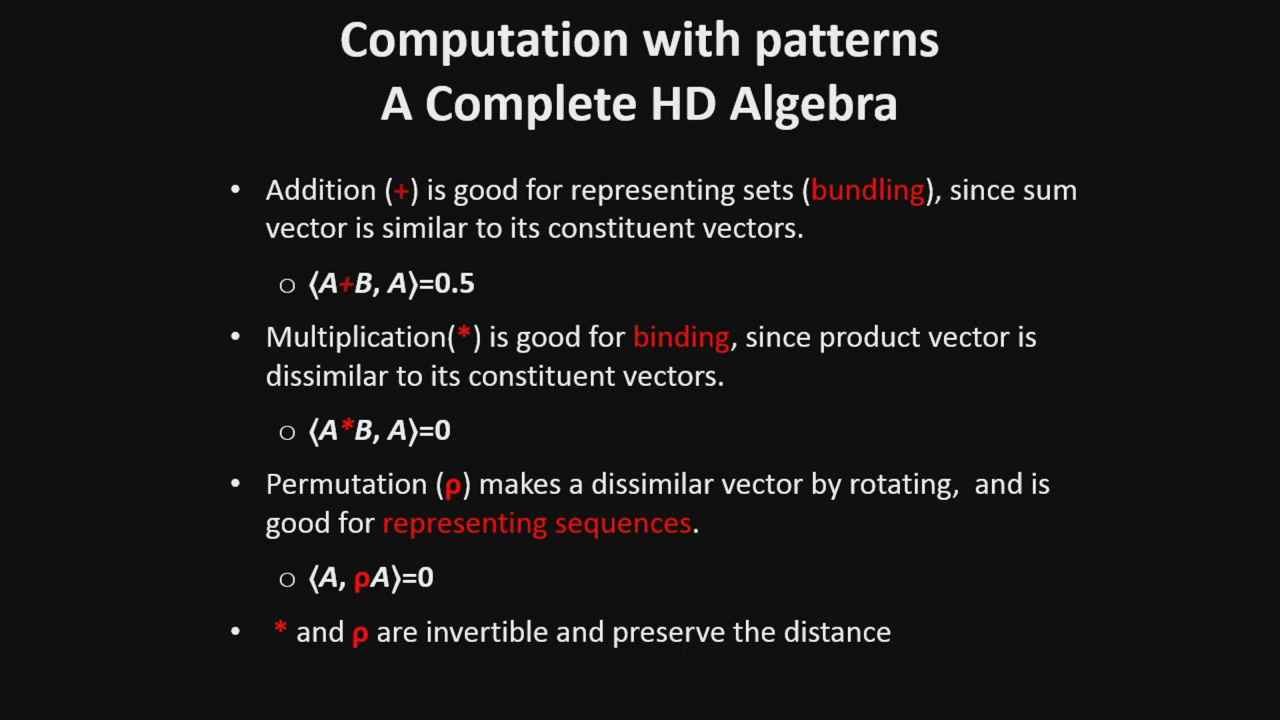 Computation with patterns
A Complete HD Algebra
• Addition (+) is good for representing sets (bundling), since sum
vector is similar to its constituent vectors.
o ⟨A+B, A⟩=0.5
• Multiplication(*) is good for binding, since product vector is
dissimilar to its constituent vectors.
o ⟨A*B, A⟩=0
• Permutation (ρ) makes a dissimilar vector by rotating, and is
good for representing sequences.
o ⟨A, ρA⟩=0
• * and ρ are invertible and preserve the distance